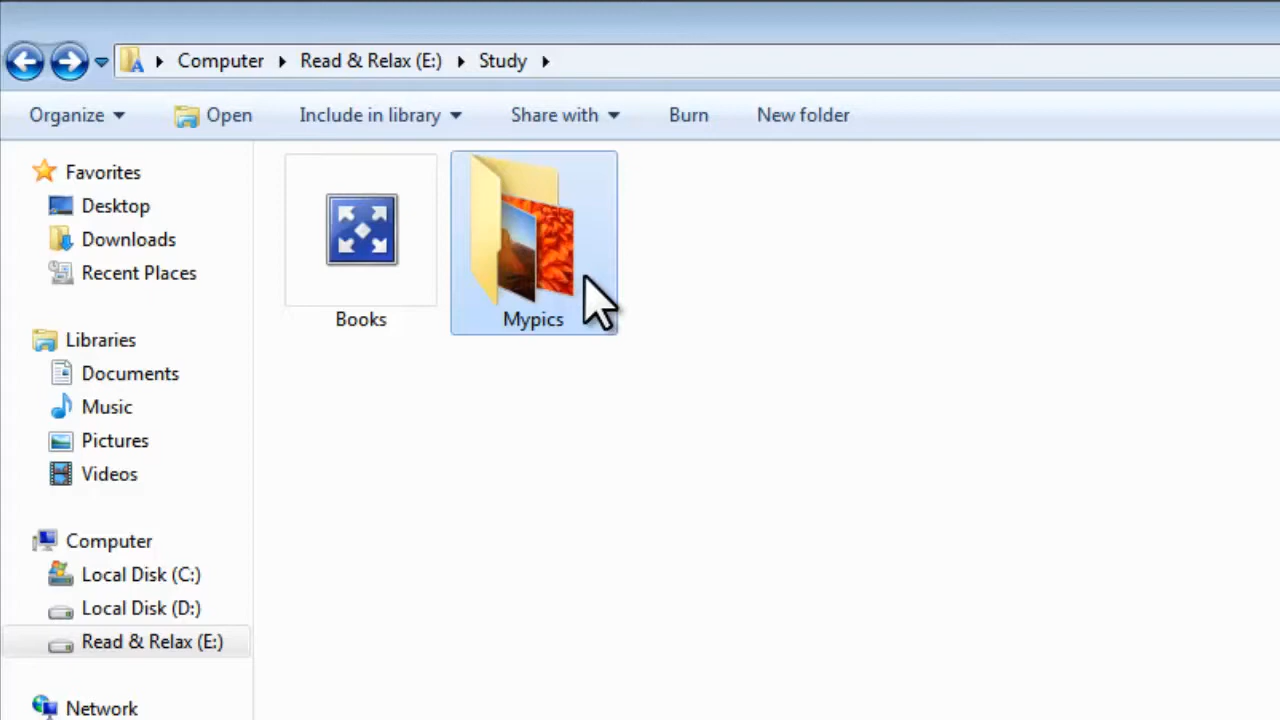 Computer Read & Relax (E:) Study
Organize Open Include in library Share with Burn New folder
Favorites
Desktop
Downloads
Recent Places
Libraries
Documents
Music
Pictures
Videos
Computer
Local Disk (C:)
Local Disk (D:)
Read & Relax (E:)
Network
Books
Mypics